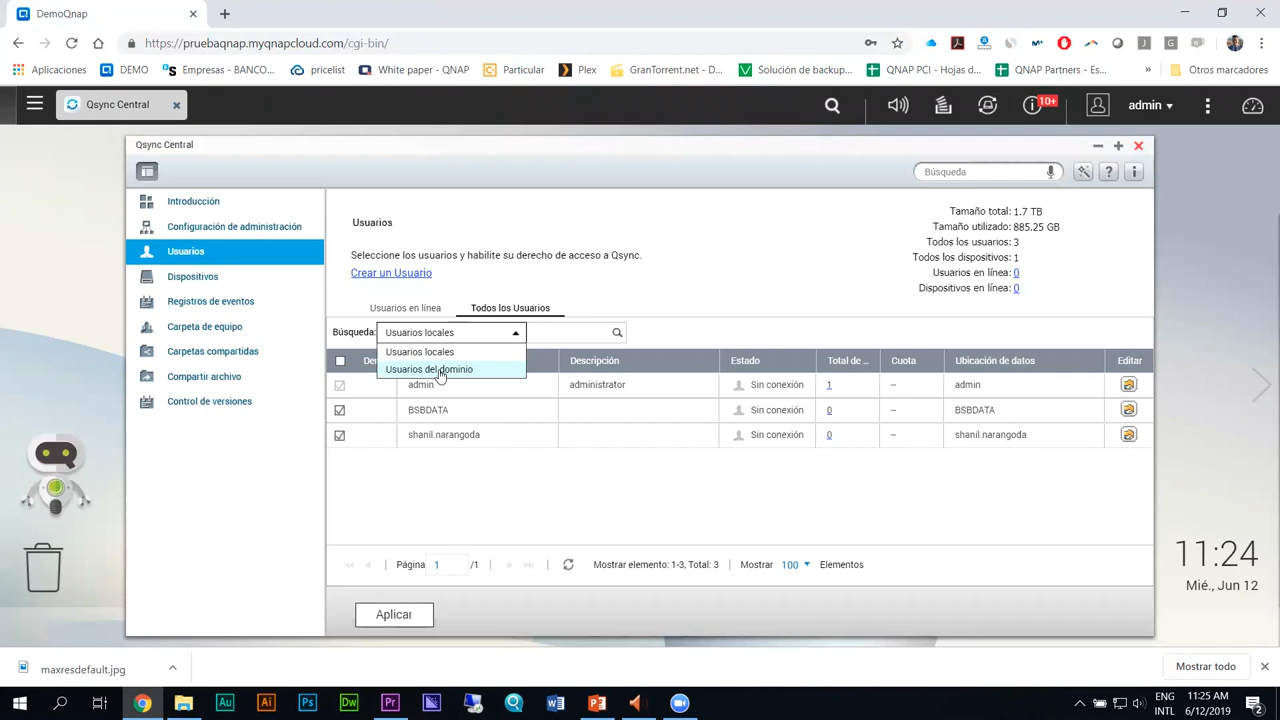 DemoQnap
https://pruebaqnap.myqnapcloud.com/cgi-bin/
Aplicaciones
DEMO
Empresas - BANCO...
pricelist
White paper - QNAP
Particular
Plex
GranTorrent.net - D...
Solución de backup...
QNAP PCI - Hojas d...
QNAP Partners - Es...
»
Otros marcadores
Qsync Central
10+
admin
Qsync Central
Búsqueda
Introducción
Configuración de administración
Usuarios
Dispositivos
Registros de eventos
Carpeta de equipo
Carpetas compartidas
Compartir archivo
Control de versiones
Usuarios
Seleccione los usuarios y habilite su derecho de acceso a Qsync.
Crear un Usuario
Tamaño total: 1.7 TB
Tamaño utilizado: 885.25 GB
Todos los usuarios: 3
Todos los dispositivos: 1
Usuarios en línea: 0
Dispositivos en línea: 0
Usuarios en línea
Todos los Usuarios
Búsqueda:
Usuarios locales
Usuarios locales
Usuarios del dominio
Descripción
Estado
Total de ...
Cuota
Ubicación de datos
Editar
admin administrator Sin conexión 1 -- admin
BSBDATA Sin conexión 0 -- BSBDATA
shanil.narangoda Sin conexión 0 -- shanil.narangoda
Página 1 /1
Mostrar elemento: 1-3, Total: 3
Mostrar 100 Elementos
Aplicar
11:24
Mié., Jun 12
maxresdefault.jpg
Mostrar todo
Au
Ai
Ps
Dw
Pr
ENG
INTL
11:25 AM
6/12/2019
2